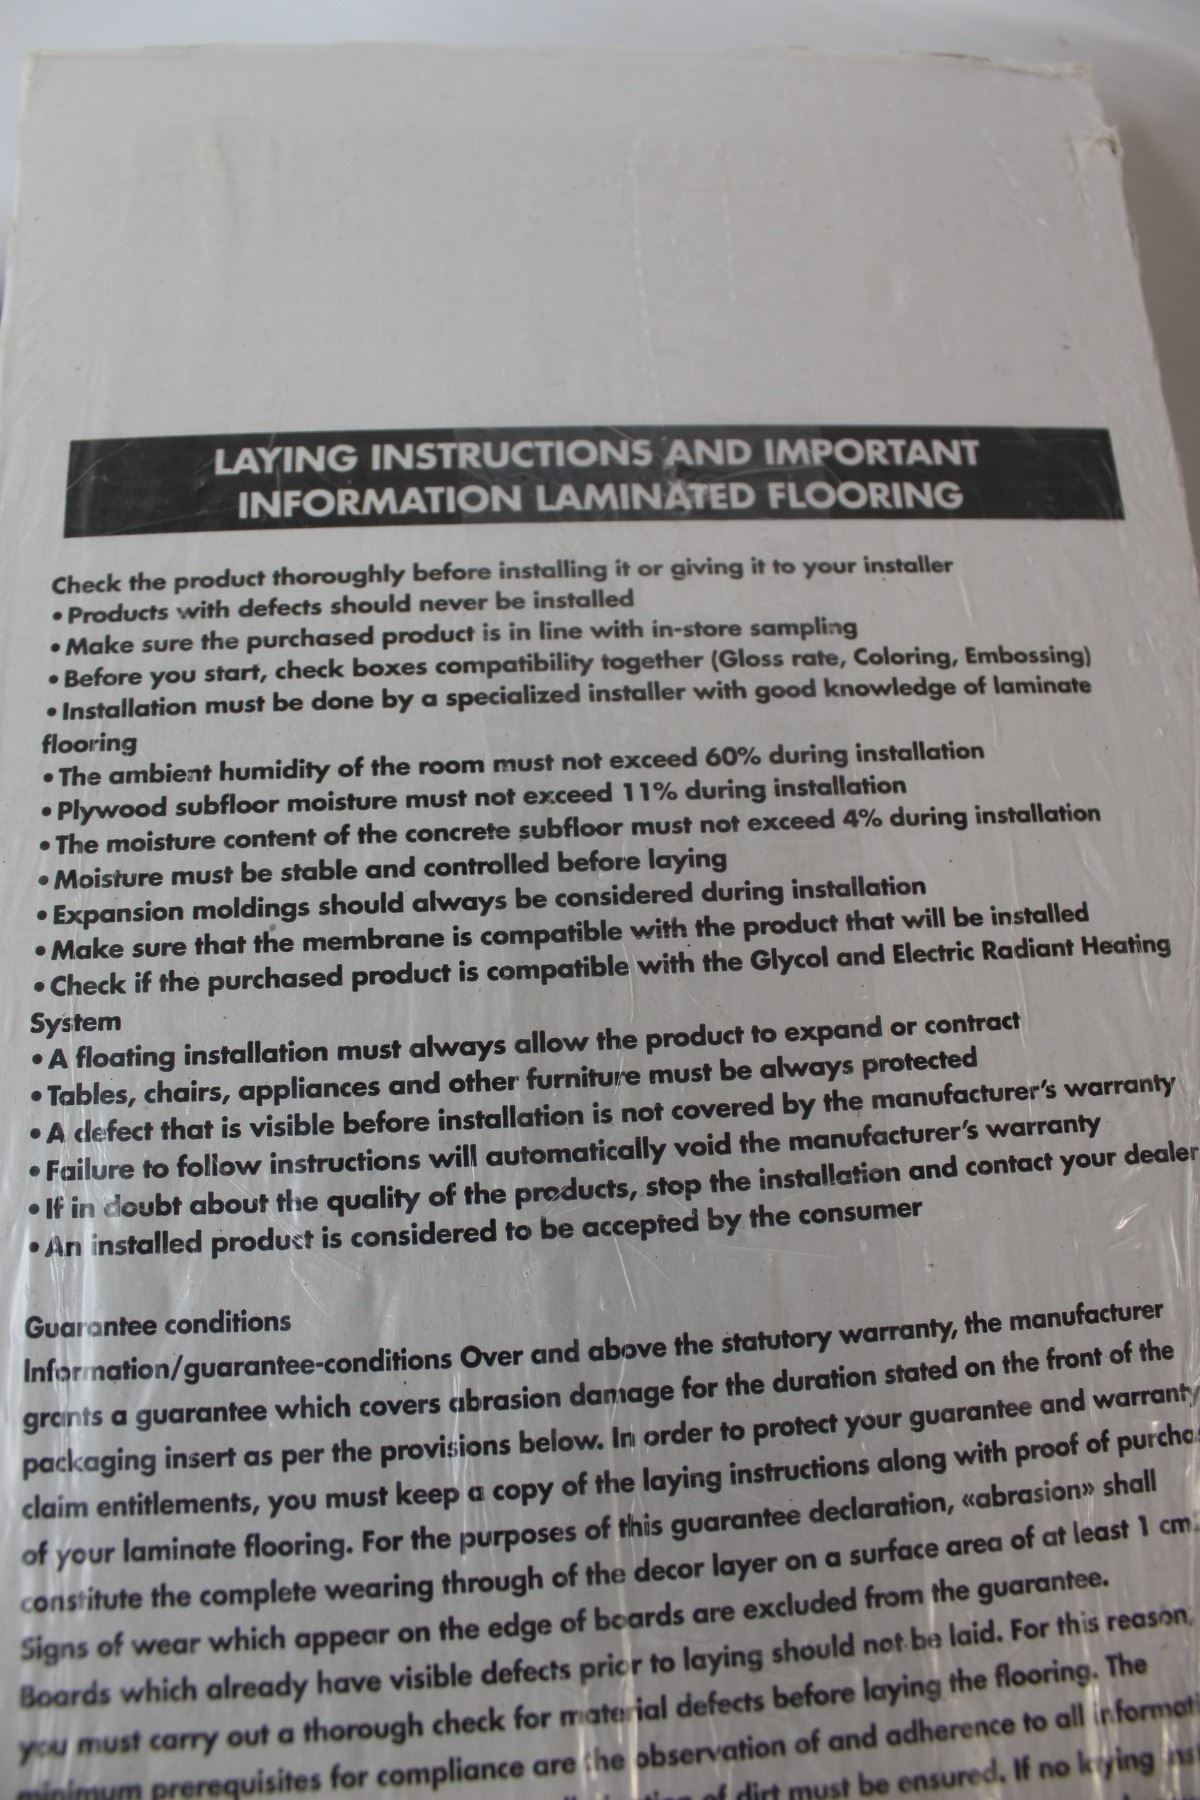 LAYING INSTRUCTIONS AND IMPORTANT
INFORMATION LAMINATED FLOORING
Check the product thoroughly before installing it or giving it to your installer
• Products with defects should never be installed
• Make sure the purchased product is in line with in-store sampling
• Before you start, check boxes compatibility together (Gloss rate, Coloring, Embossing)
• Installation must be done by a specialized installer with good knowledge of laminate
flooring
• The ambient humidity of the room must not exceed 60% during installation
• Plywood subfloor moisture must not exceed 11% during installation
• The moisture content of the concrete subfloor must not exceed 4% during installation
• Moisture must be stable and controlled before laying
• Expansion moldings should always be considered during installation
• Make sure that the membrane is compatible with the product that will be installed
• Check if the purchased product is compatible with the Glycol and Electric Radiant Heating
System
• A floating installation must always allow the product to expand or contract
• Tables, chairs, appliances and other furniture must be always protected
• A defect that is visible before installation is not covered by the manufacturer's warranty
• Failure to follow instructions will automatically void the manufacturer's warranty
• If in doubt about the quality of the products, stop the installation and contact your dealer
• An installed product is considered to be accepted by the consumer
Guarantee conditions
Information/guarantee-conditions Over and above the statutory warranty, the manufacturer
grants a guarantee which covers abrasion damage for the duration stated on the front of the
packaging insert as per the provisions below. In order to protect your guarantee and warranty
claim entitlements, you must keep a copy of the laying instructions along with proof of purcha
of your laminate flooring. For the purposes of this guarantee declaration, «abrasion» shall
constitute the complete wearing through of the decor layer on a surface area of at least 1 cm
Signs of wear which appear on the edge of boards are excluded from the guarantee.
Boards which already have visible defects prior to laying should not be laid. For this reason,
you must carry out a thorough check for material defects before laying the flooring. The
minimum prerequisites for compliance are the observation of and adherence to all informat
of dirt must be ensured. If no laying inst